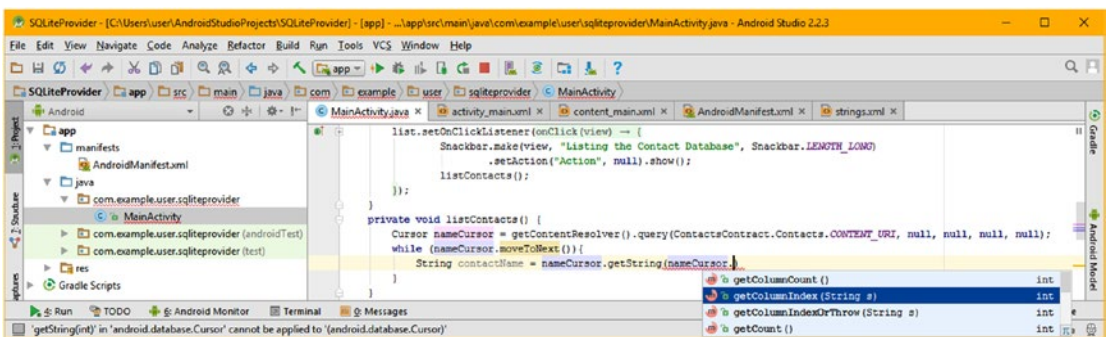 SQLiteProvider - [C:\Users\user\AndroidStudioProjects\SQLiteProvider] - [app] - ...\app\src\main\java\com\example\user\sqliteprovider\MainActivity.java - Android Studio 2.2.3
File Edit View Navigate Code Analyze Refactor Build Run Tools VCS Window Help
app
SQLiteProvider app src main java com example user sqliteprovider MainActivity
Android
MainActivity.java × activity_main.xml × content_main.xml × AndroidManifest.xml × strings.xml ×
1: Project
7: Structure
Captures
app
manifests
AndroidManifest.xml
java
com.example.user.sqliteprovider
MainActivity
com.example.user.sqliteprovider (androidTest)
com.example.user.sqliteprovider (test)
res
Gradle Scripts
list.setOnClickListener(onClick(view) → {
Snackbar.make(view, "Listing the Contact Database", Snackbar.LENGTH_LONG)
.setAction("Action", null).show();
listContacts();
});
}
private void listContacts() {
Cursor nameCursor = getContentResolver().query(ContactsContract.Contacts.CONTENT_URI, null, null, null, null);
while (nameCursor.moveToNext()){
String contactName = nameCursor.getString(nameCursor.)
}
}
getColumnCount() int
getColumnIndex(String s) int
getColumnIndexOrThrow(String s) int
getCount() int
Gradle
Android Model
4: Run TODO 6: Android Monitor Terminal 0: Messages
'getString(int)' in 'android.database.Cursor' cannot be applied to '(android.database.Cursor)'